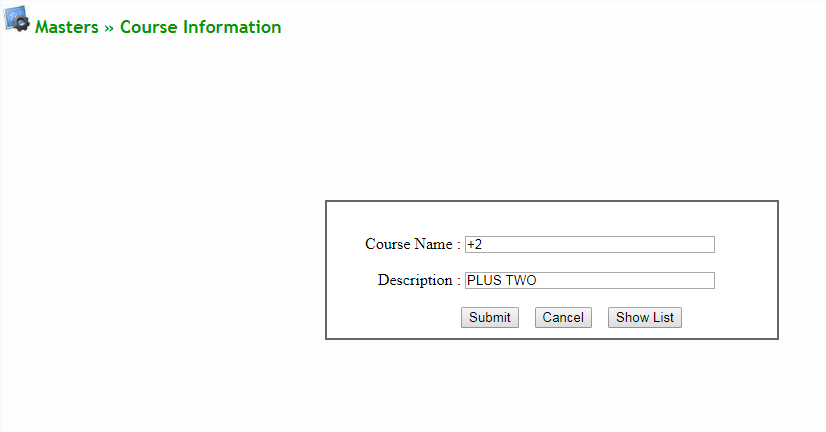 Masters » Course Information
Course Name : +2
Description : PLUS TWO
Submit Cancel Show List